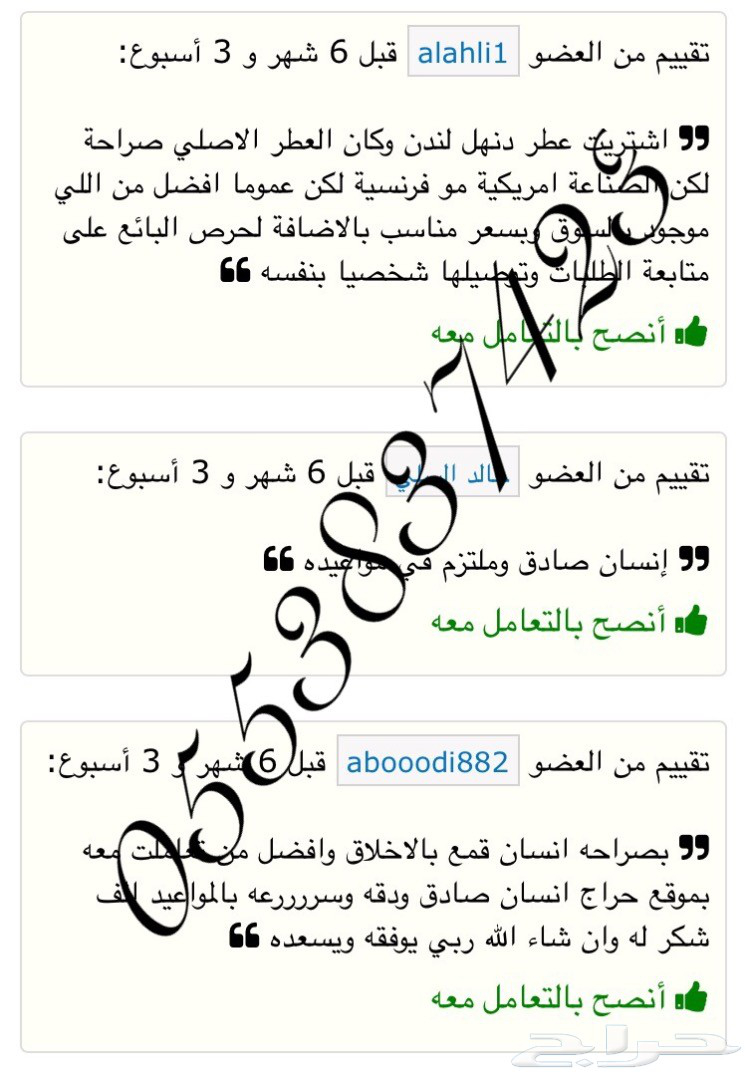 تقييم من العضو alahli1 قبل 6 شهر و 3 أسبوع:
❞ اشتريت عطر دنهل لندن وكان العطر الاصلي صراحة
لكن الصناعة امريكية مو فرنسية لكن عموما افضل من اللي
موجود بالسوق وبسعر مناسب بالاضافة لحرص البائع على
متابعة الطلبات وتوصيلها شخصيا بنفسه ❝
أنصح بالتعامل معه
تقييم من العضو خالد قبل 6 شهر و 3 أسبوع:
❞ إنسان صادق وملتزم في مواعيده ❝
أنصح بالتعامل معه
تقييم من العضو abooodi882 قبل 6 شهر و 3 أسبوع:
❞ بصراحه انسان قمع بالاخلاق وافضل من تعاملت معه
بموقع حراج انسان صادق ودقه وسررررعه بالمواعيد الف
شكر له وان شاء الله ربي يوفقه ويسعده ❝
أنصح بالتعامل معه
0553837423
حراج